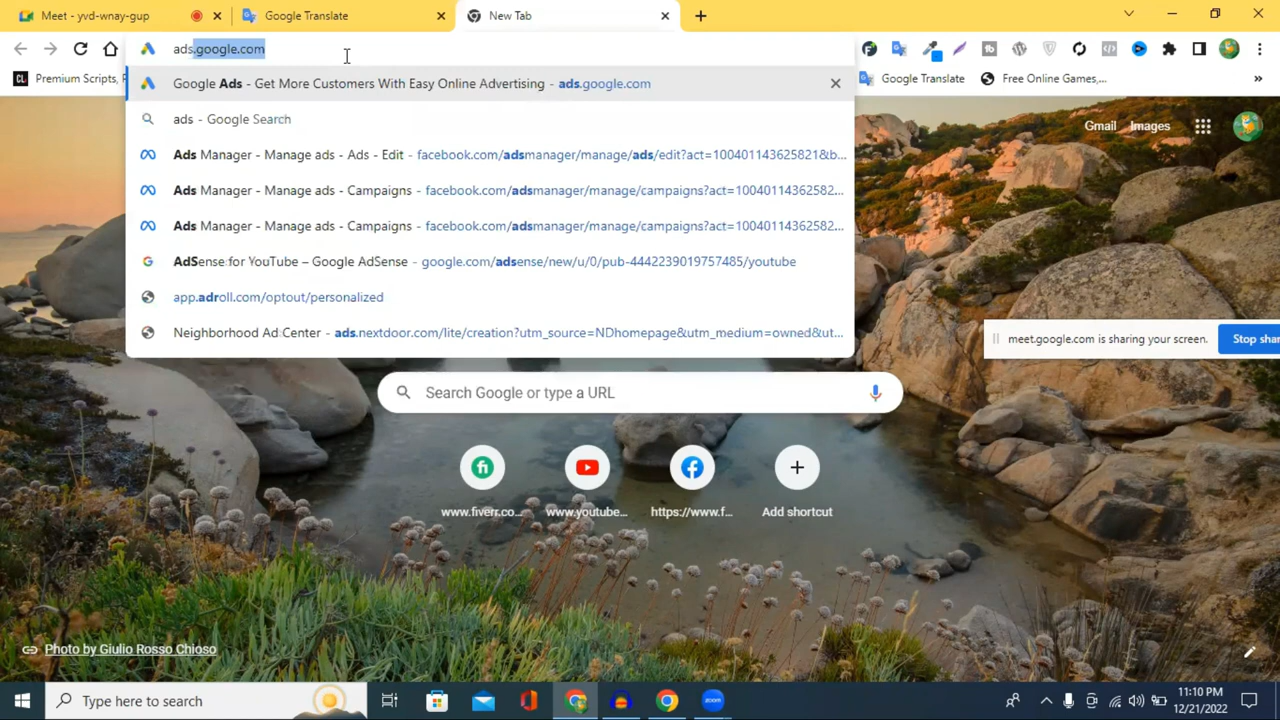 Meet - yvd-wnay-gup
Google Translate
New Tab
ads.google.com
Premium Scripts,
Google Ads - Get More Customers With Easy Online Advertising - ads.google.com
Google Translate
Free Online Games,...
»
ads - Google Search
Gmail
Images
Ads Manager - Manage ads - Ads - Edit - facebook.com/adsmanager/manage/ads/edit?act=100401143625821&b...
Ads Manager - Manage ads - Campaigns - facebook.com/adsmanager/manage/campaigns?act=10040114362582...
Ads Manager - Manage ads - Campaigns - facebook.com/adsmanager/manage/campaigns?act=10040114362582...
AdSense for YouTube – Google AdSense - google.com/adsense/new/u/0/pub-4442239019757485/youtube
app.adroll.com/optout/personalized
Neighborhood Ad Center - ads.nextdoor.com/lite/creation?utm_source=NDhomepage&utm_medium=owned&ut...
meet.google.com is sharing your screen.
Stop shar
Search Google or type a URL
www.fiverr.co...
www.youtube...
https://www.f...
Add shortcut
Photo by Giulio Rosso Chioso
Type here to search
zoom
11:10 PM
12/21/2022